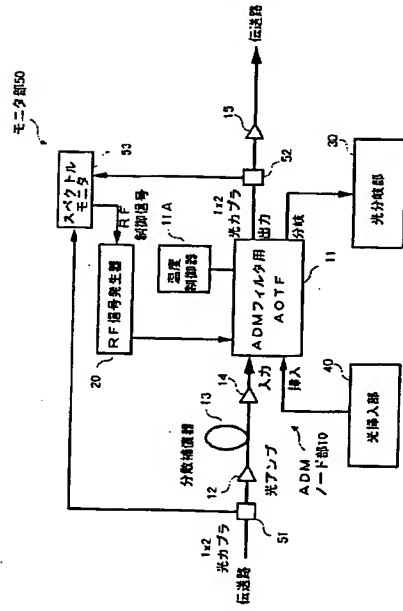 モニタ部50
53
スペクトル
モニタ
RF
制御信号
20
RF信号発生器
11A
温度
制御器
分散補償器
13
12
14
光アンプ
1x2
光カプラ
51
伝送路
入力
挿入
ADMフィルタ用
AOTF
11
出力
分岐
1x2
光カプラ
52
15
伝送路
ADM
ノード部10
40
光挿入部
30
光分岐部